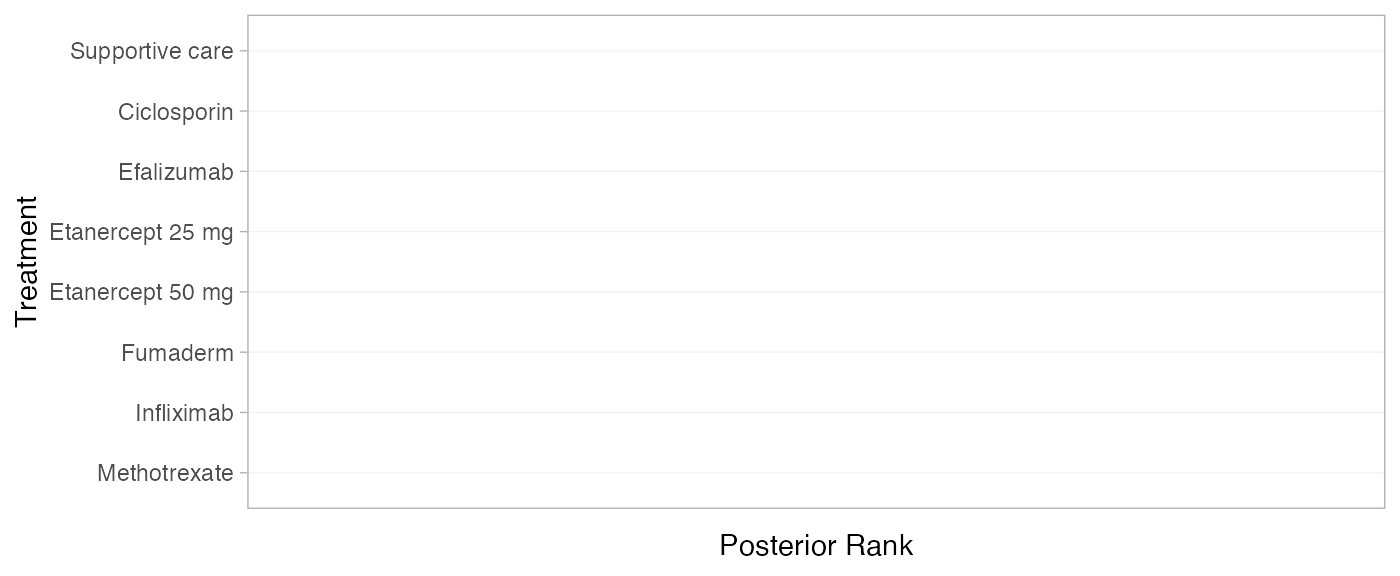 Treatment
Supportive care
Ciclosporin
Efalizumab
Etanercept 25 mg
Etanercept 50 mg
Fumaderm
Infliximab
Methotrexate
Posterior Rank